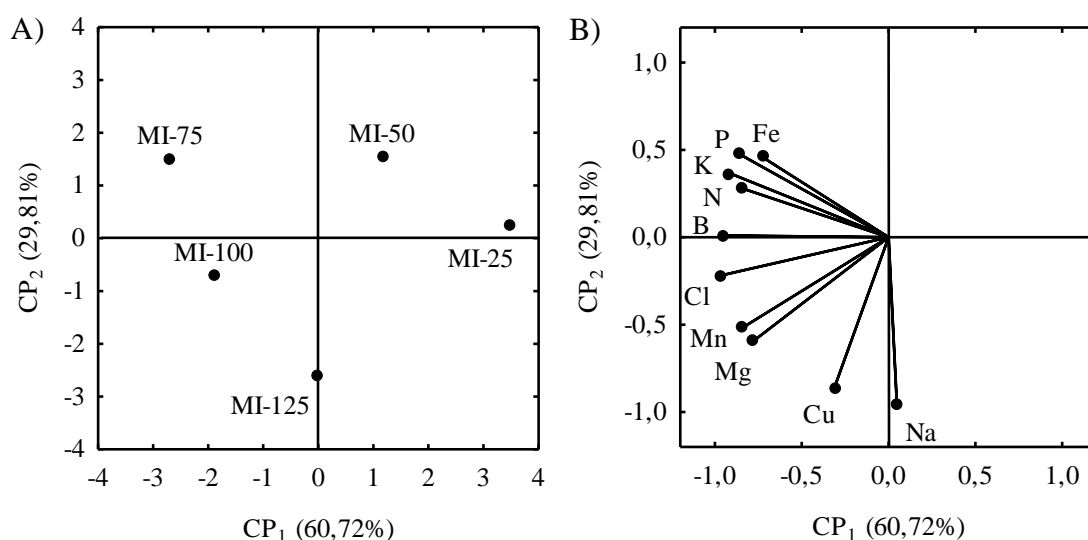 A)
4
3
2
1
0
-1
-2
-3
-4
-4
-3
-2
-1
0
1
2
3
4
CP2 (29,81%)
CP1 (60,72%)
MI-75
MI-50
MI-25
MI-100
MI-125
B)
1,0
0,5
0,0
-0,5
-1,0
-1,0
-0,5
0,0
0,5
1,0
CP2 (29,81%)
CP1 (60,72%)
P
Fe
K
N
B
Cl
Mn
Mg
Cu
Na